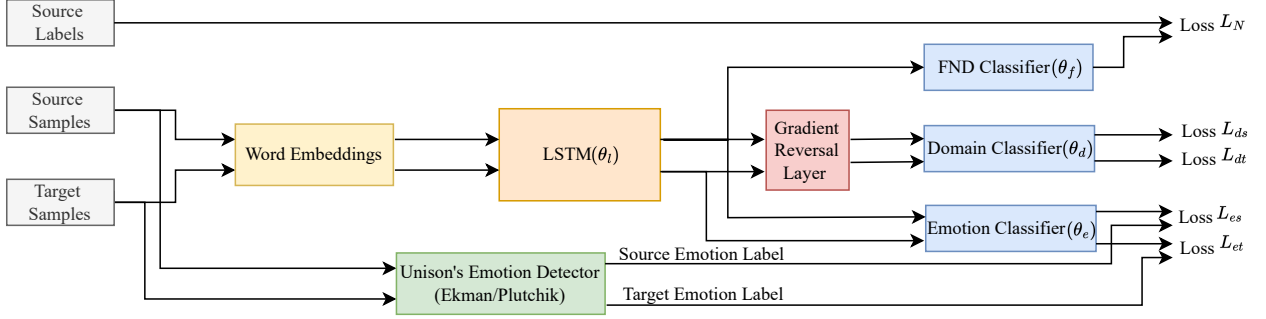 Source
Labels
Loss L_N
FND Classifier(θ_f)
Source
Samples
Word Embeddings
LSTM(θ_l)
Gradient
Reversal
Layer
Domain Classifier(θ_d)
Loss L_ds
Loss L_dt
Target
Samples
Emotion Classifier(θ_e)
Loss L_es
Loss L_et
Unison's Emotion Detector
(Ekman/Plutchik)
Source Emotion Label
Target Emotion Label